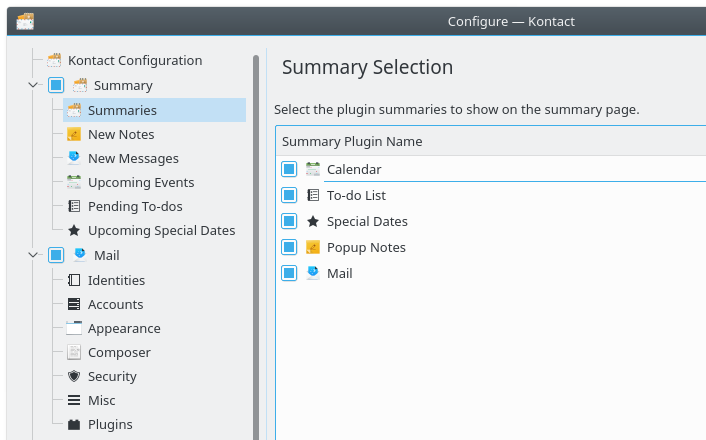 Configure — Kontact
Kontact Configuration
Summary
Summaries
New Notes
New Messages
Upcoming Events
Pending To-dos
Upcoming Special Dates
Mail
Identities
Accounts
Appearance
Composer
Security
Misc
Plugins
Summary Selection
Select the plugin summaries to show on the summary page.
Summary Plugin Name
Calendar
To-do List
Special Dates
Popup Notes
Mail